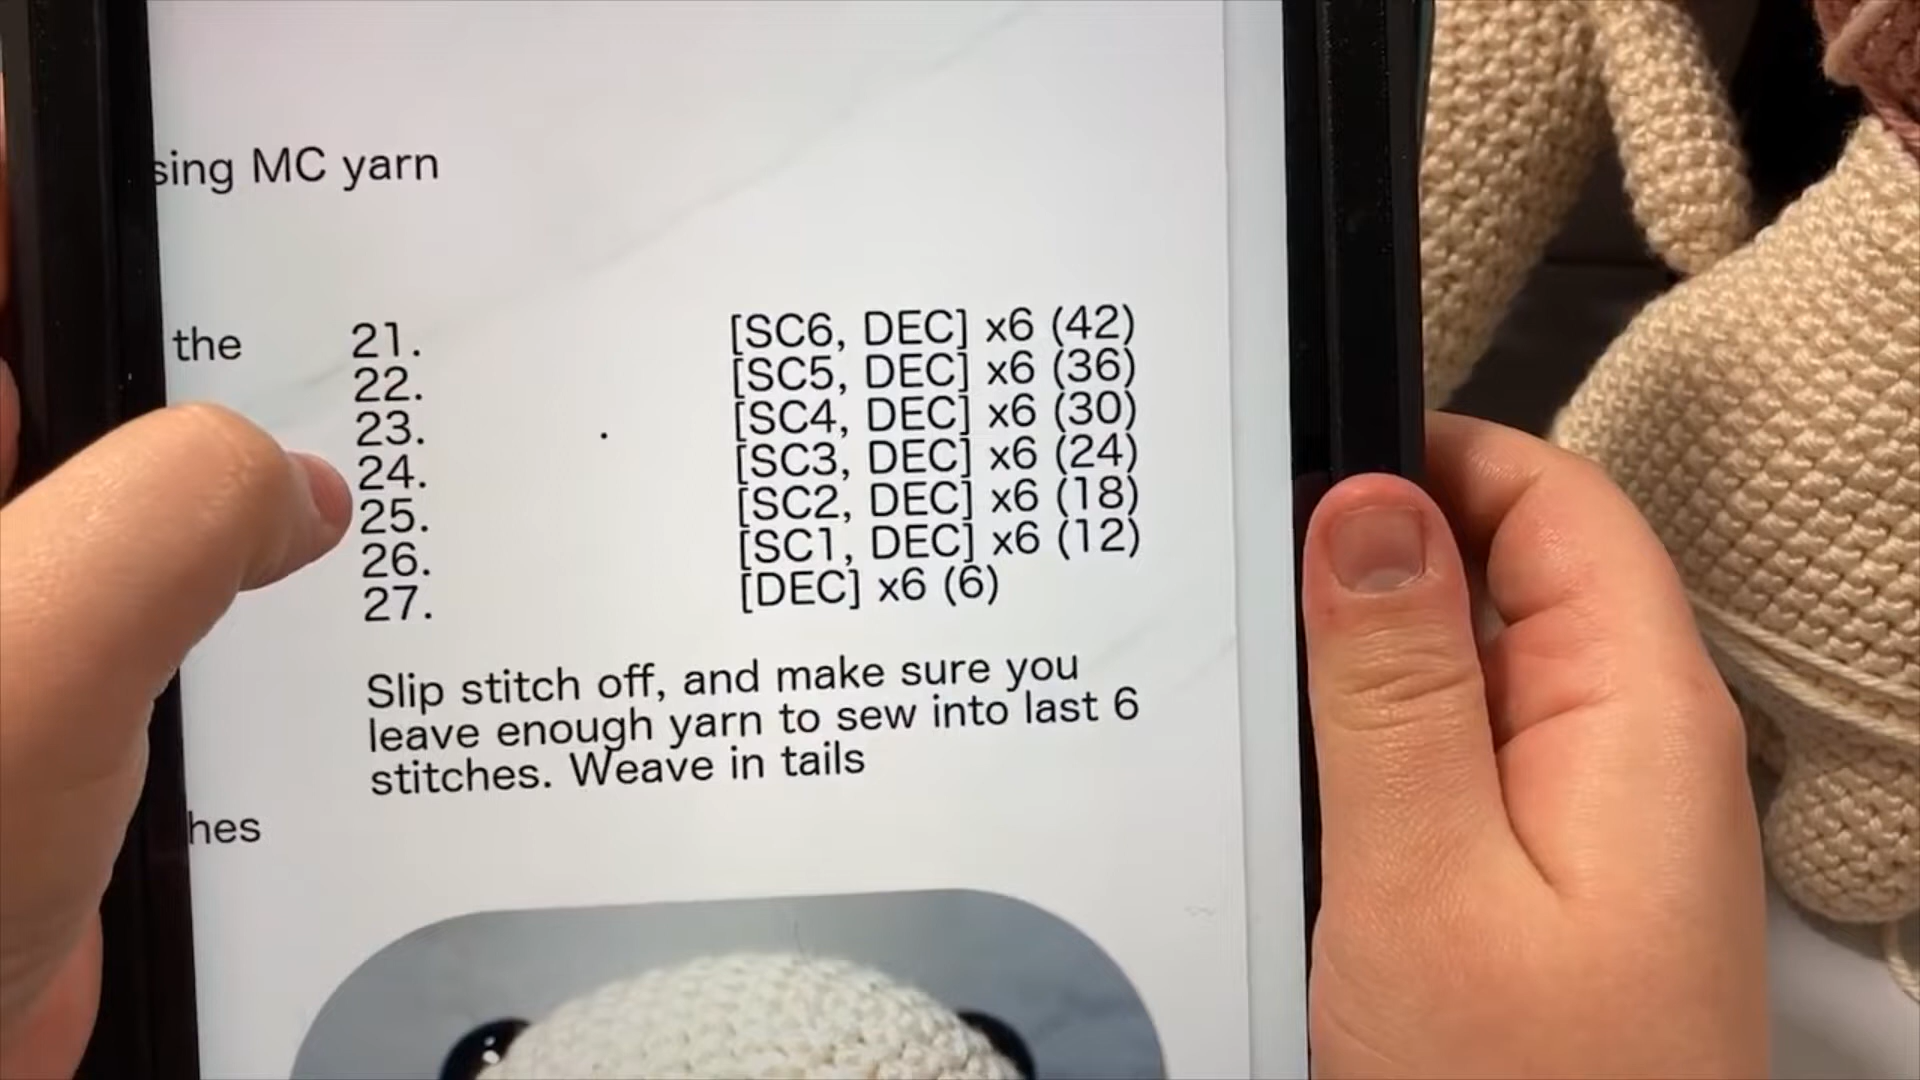 sing MC yarn
the
21. [SC6, DEC] x6 (42)
22. [SC5, DEC] x6 (36)
23. [SC4, DEC] x6 (30)
24. [SC3, DEC] x6 (24)
25. [SC2, DEC] x6 (18)
26. [SC1, DEC] x6 (12)
27. [DEC] x6 (6)
Slip stitch off, and make sure you
leave enough yarn to sew into last 6
stitches. Weave in tails
hes